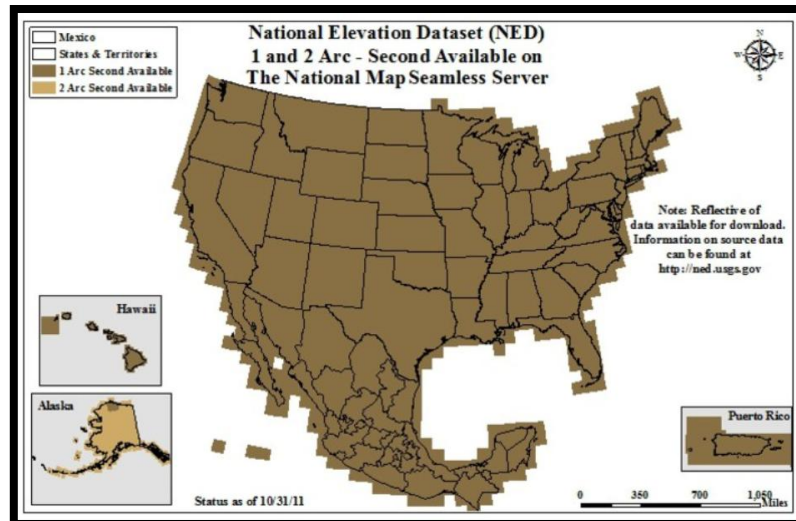 National Elevation Dataset (NED)
1 and 2 Arc - Second Available on
The National Map Seamless Server
Mexico
States & Territories
1 Arc Second Available
2 Arc Second Available
N
W
E
S
Note: Reflective of
data available for download.
Information on source data
can be found at
http://ned.usgs.gov
Hawaii
Alaska
Puerto Rico
Status as of 10/31/11
0 350 700 1,050
Miles